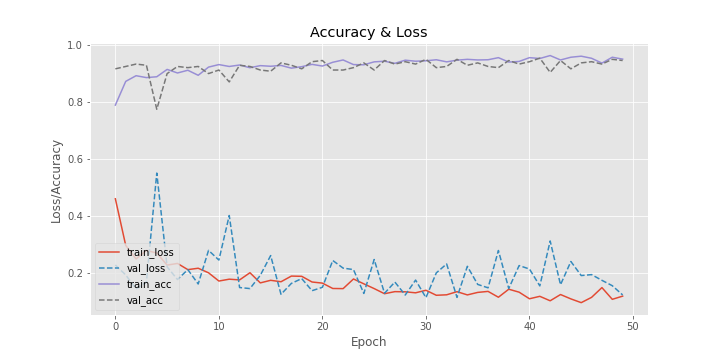 Accuracy & Loss
Loss/Accuracy
1.0
0.8
0.6
0.4
0.2
train_loss
val_loss
train_acc
val_acc
0 10 20 30 40 50
Epoch